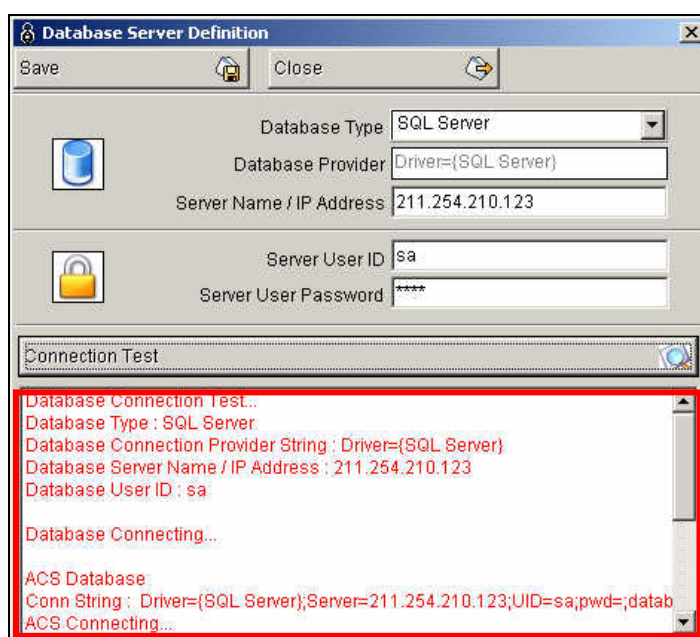 Database Server Definition
Save
Close
Database Type SQL Server
Database Provider Driver={SQL Server}
Server Name / IP Address 211.254.210.123
Server User ID sa
Server User Password ****
Connection Test
Database Connection Test...
Database Type : SQL Server
Database Connection Provider String : Driver={SQL Server}
Database Server Name / IP Address : 211.254.210.123
Database User ID : sa
Database Connecting...
ACS Database
Conn String : Driver={SQL Server};Server=211.254.210.123;UID=sa;pwd=;datab
ACS Connecting...